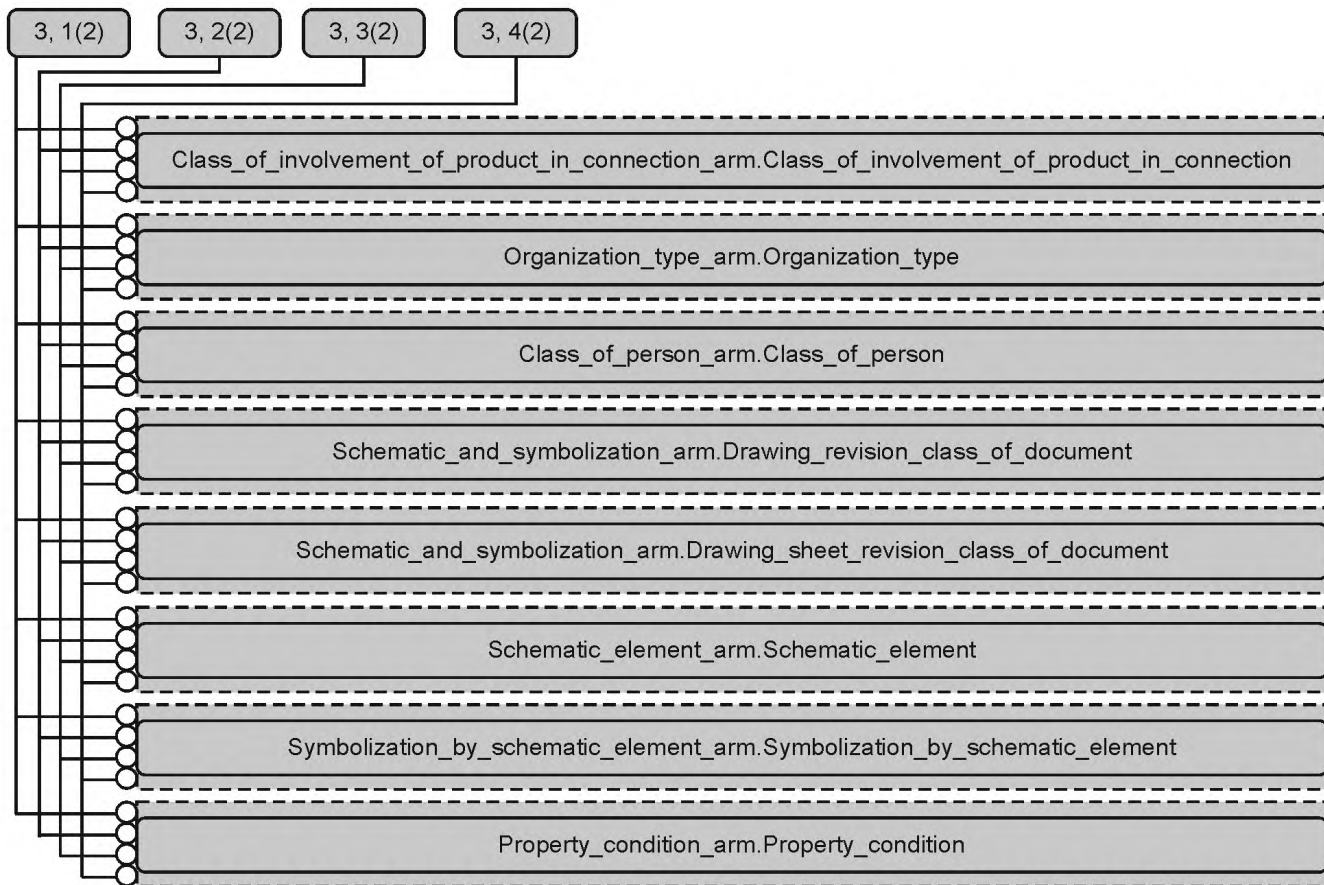 3, 1(2) 3, 2(2) 3, 3(2) 3, 4(2)
Class_of_involvement_of_product_in_connection_arm.Class_of_involvement_of_product_in_connection
Organization_type_arm.Organization_type
Class_of_person_arm.Class_of_person
Schematic_and_symbolization_arm.Drawing_revision_class_of_document
Schematic_and_symbolization_arm.Drawing_sheet_revision_class_of_document
Schematic_element_arm.Schematic_element
Symbolization_by_schematic_element_arm.Symbolization_by_schematic_element
Property_condition_arm.Property_condition